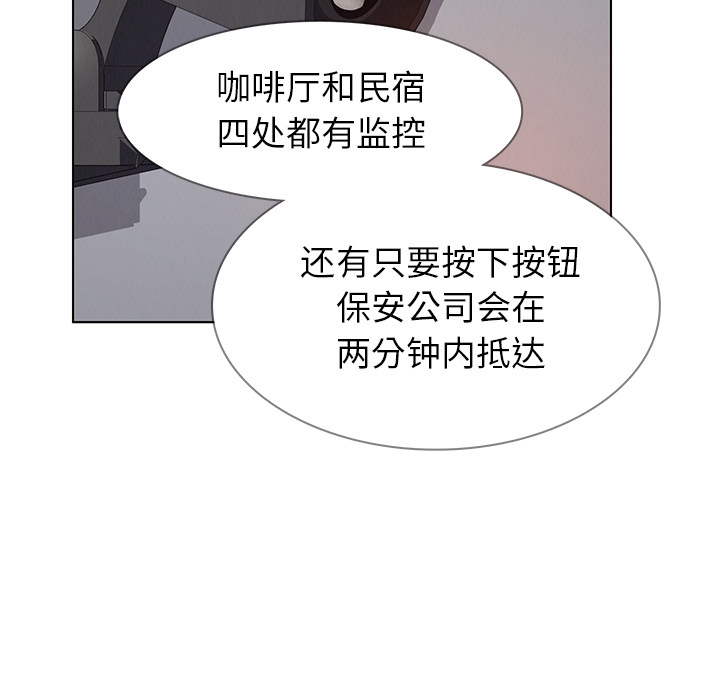 咖啡厅和民宿
四处都有监控
还有只要按下按钮
保安公司会在
两分钟内抵达